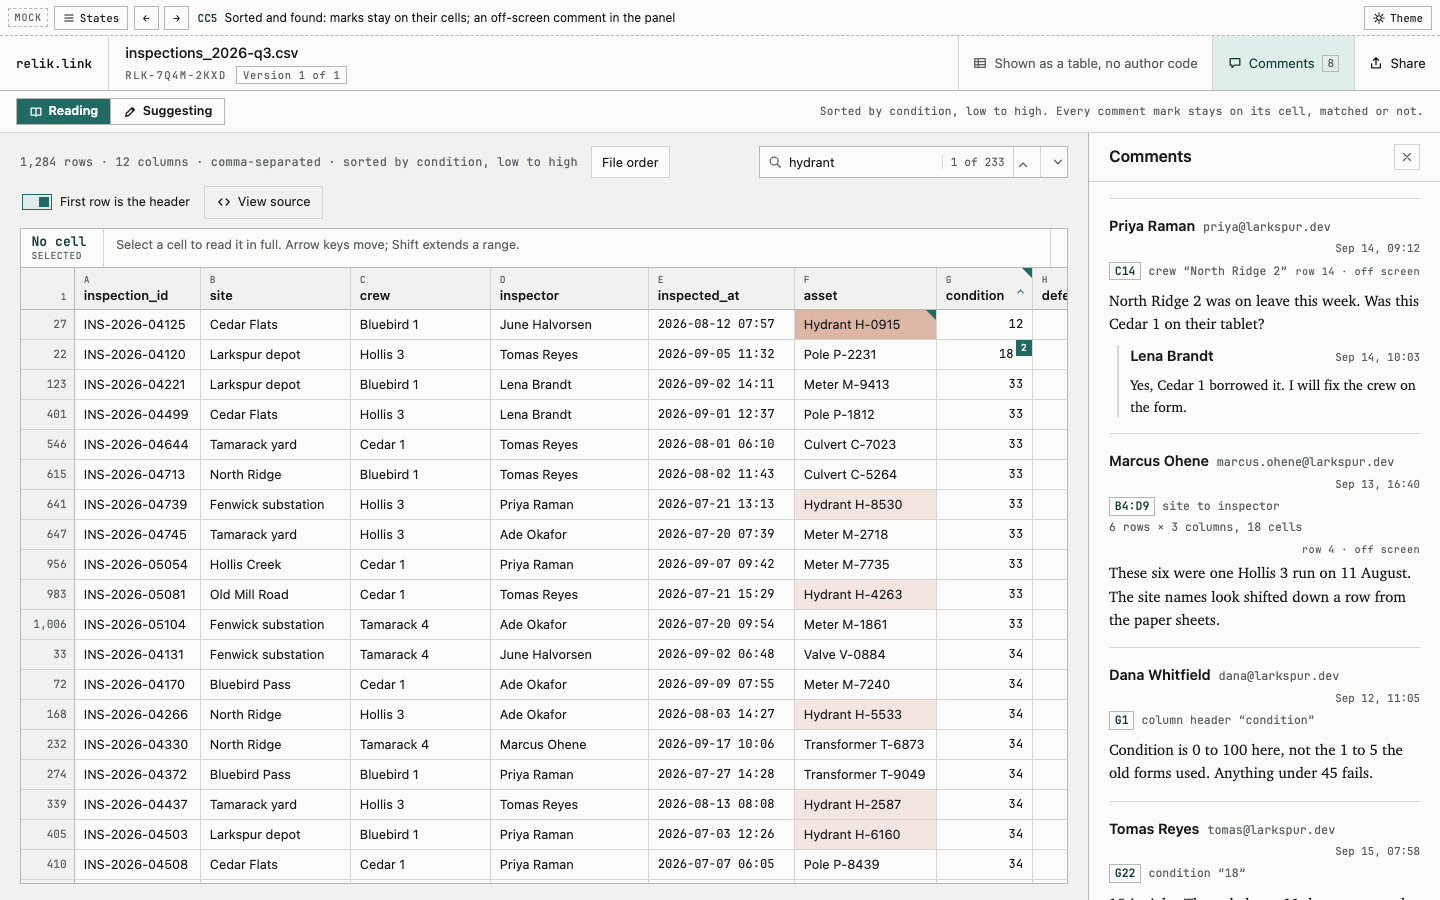 MOCK States ← → CC5 Sorted and found: marks stay on their cells; an off-screen comment in the panel Theme
relik.link
inspections_2026-q3.csv
RLK-7Q4M-2KXD Version 1 of 1
Shown as a table, no author code
Comments 8
Share
Reading
Suggesting
Sorted by condition, low to high. Every comment mark stays on its cell, matched or not.
1,284 rows · 12 columns · comma-separated · sorted by condition, low to high
File order
hydrant 1 of 233
First row is the header
View source
No cell
SELECTED
Select a cell to read it in full. Arrow keys move; Shift extends a range.
A B C D E F G H
1 inspection_id site crew inspector inspected_at asset condition defe
27 INS-2026-04125 Cedar Flats Bluebird 1 June Halvorsen 2026-08-12 07:57 Hydrant H-0915 12
22 INS-2026-04120 Larkspur depot Hollis 3 Tomas Reyes 2026-09-05 11:32 Pole P-2231 18 2
123 INS-2026-04221 Larkspur depot Bluebird 1 Lena Brandt 2026-09-02 14:11 Meter M-9413 33
401 INS-2026-04499 Cedar Flats Hollis 3 Lena Brandt 2026-09-01 12:37 Pole P-1812 33
546 INS-2026-04644 Tamarack yard Cedar 1 Tomas Reyes 2026-08-01 06:10 Culvert C-7023 33
615 INS-2026-04713 North Ridge Bluebird 1 Tomas Reyes 2026-08-02 11:43 Culvert C-5264 33
641 INS-2026-04739 Fenwick substation Hollis 3 Priya Raman 2026-07-21 13:13 Hydrant H-8530 33
647 INS-2026-04745 Tamarack yard Hollis 3 Ade Okafor 2026-07-20 07:39 Meter M-2718 33
956 INS-2026-05054 Hollis Creek Cedar 1 Priya Raman 2026-09-07 09:42 Meter M-7735 33
983 INS-2026-05081 Old Mill Road Cedar 1 Tomas Reyes 2026-07-21 15:29 Hydrant H-4263 33
1,006 INS-2026-05104 Fenwick substation Tamarack 4 Ade Okafor 2026-07-20 09:54 Meter M-1861 33
33 INS-2026-04131 Fenwick substation Tamarack 4 June Halvorsen 2026-09-02 06:48 Valve V-0884 34
72 INS-2026-04170 Bluebird Pass Cedar 1 Ade Okafor 2026-09-09 07:55 Meter M-7240 34
168 INS-2026-04266 North Ridge Hollis 3 Ade Okafor 2026-08-03 14:27 Hydrant H-5533 34
232 INS-2026-04330 North Ridge Tamarack 4 Marcus Ohene 2026-09-17 10:06 Transformer T-6873 34
274 INS-2026-04372 Bluebird Pass Bluebird 1 Priya Raman 2026-07-27 14:28 Transformer T-9049 34
339 INS-2026-04437 Tamarack yard Hollis 3 Tomas Reyes 2026-08-13 08:08 Hydrant H-2587 34
405 INS-2026-04503 Larkspur depot Bluebird 1 Priya Raman 2026-07-03 12:26 Hydrant H-6160 34
410 INS-2026-04508 Cedar Flats Cedar 1 Priya Raman 2026-07-07 06:05 Pole P-8439 34
Comments
Priya Raman priya@larkspur.dev
Sep 14, 09:12
C14 crew “North Ridge 2” row 14 · off screen
North Ridge 2 was on leave this week. Was this
Cedar 1 on their tablet?
Lena Brandt Sep 14, 10:03
Yes, Cedar 1 borrowed it. I will fix the crew on
the form.
Marcus Ohene marcus.ohene@larkspur.dev
Sep 13, 16:40
B4:D9 site to inspector
6 rows × 3 columns, 18 cells
row 4 · off screen
These six were one Hollis 3 run on 11 August.
The site names look shifted down a row from
the paper sheets.
Dana Whitfield dana@larkspur.dev
Sep 12, 11:05
G1 column header “condition”
Condition is 0 to 100 here, not the 1 to 5 the
old forms used. Anything under 45 fails.
Tomas Reyes tomas@larkspur.dev
Sep 15, 07:58
G22 condition “18”